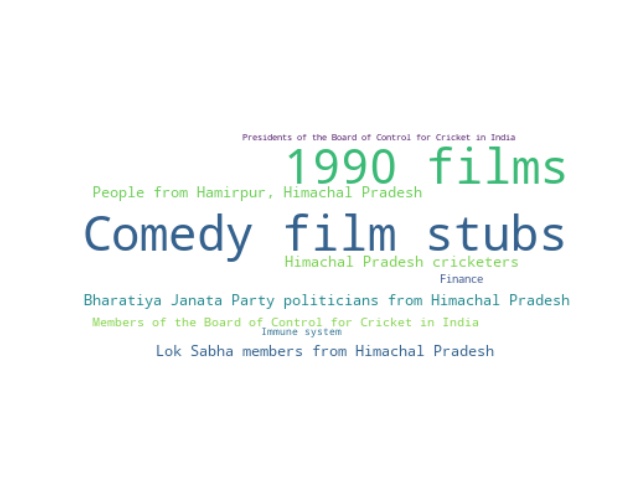 Presidents of the Board of Control for Cricket in India
1990 films
People from Hamirpur, Himachal Pradesh
Comedy film stubs
Himachal Pradesh cricketers
Finance
Bharatiya Janata Party politicians from Himachal Pradesh
Members of the Board of Control for Cricket in India
Immune system
Lok Sabha members from Himachal Pradesh